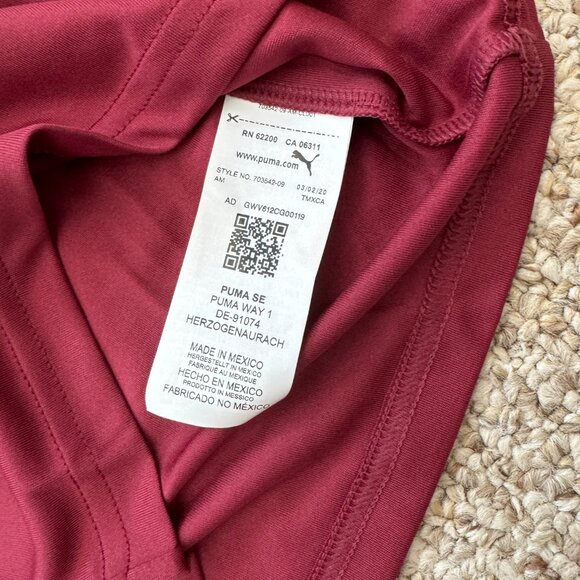 RN 62200 CA 06311
www.puma.com
STYLE NO. 703542-09 03/02/20
AM TMXCA
AD GWV612CG00119
PUMA SE
PUMA WAY 1
DE-91074
HERZOGENAURACH
MADE IN MEXICO
HERGESTELLT IN MEXICO
FABRIQUÉ AU MEXIQUE
HECHO EN MÉXICO
PRODOTTO IN MESSICO
FABRICADO NO MÉXICO